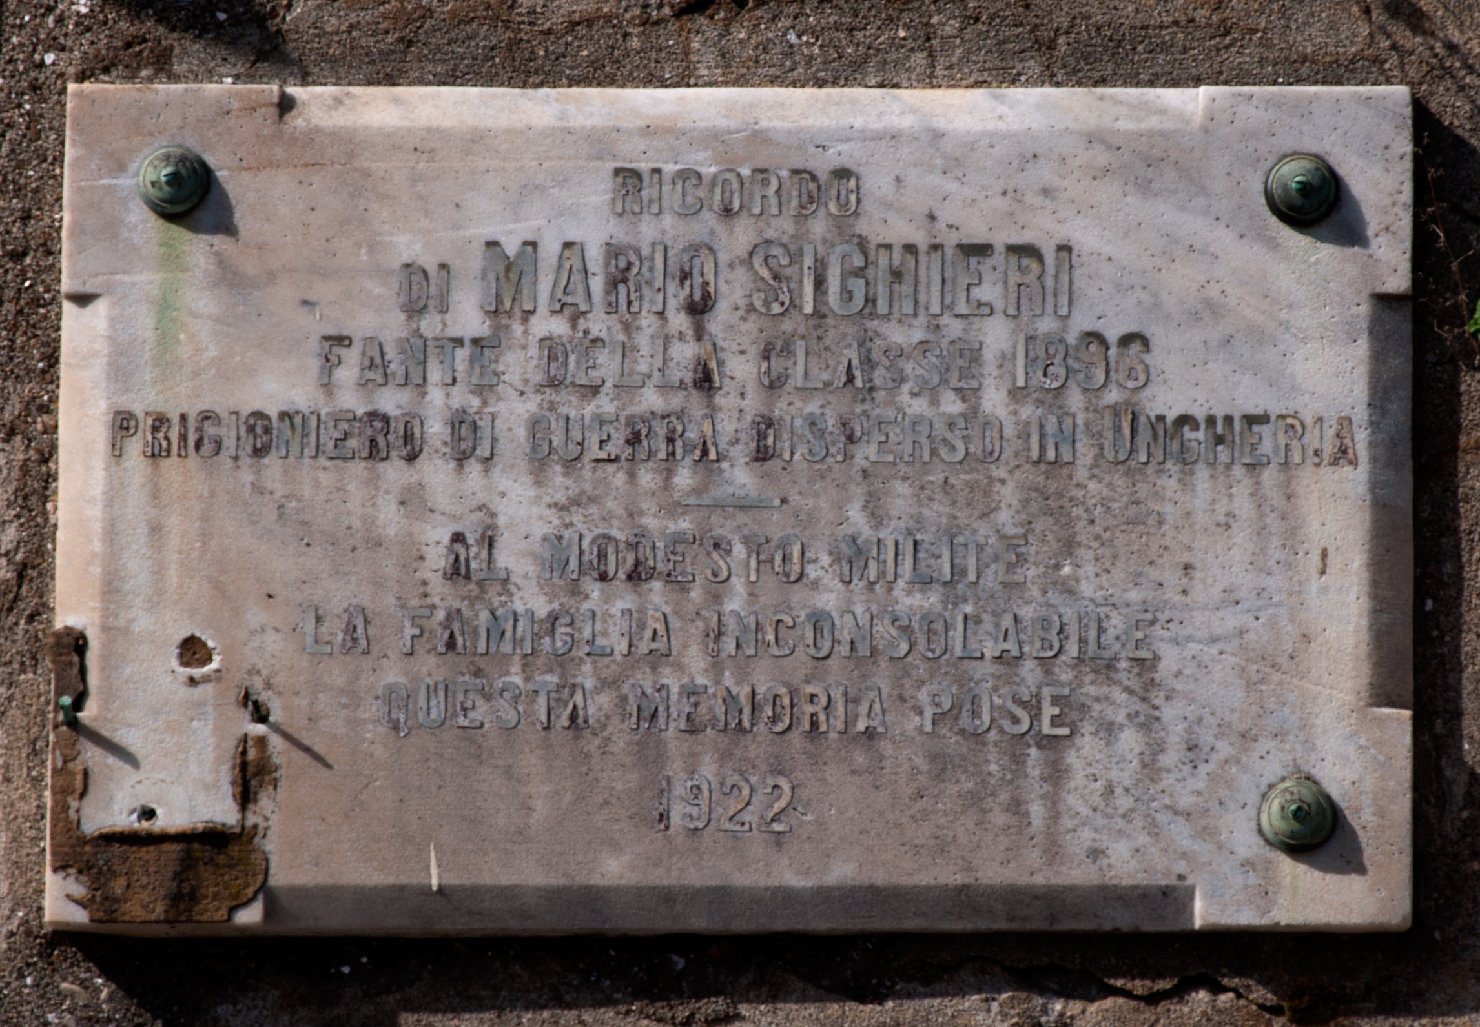 RICORDO
DI MARIO SIGHIERI
FANTE DELLA CLASSE 1896
PRIGIONIERO DI GUERRA DISPERSO IN UNGHERIA
AL MODESTO MILITE
LA FAMIGLIA INCONSOLABILE
QUESTA MEMORIA POSE
1922